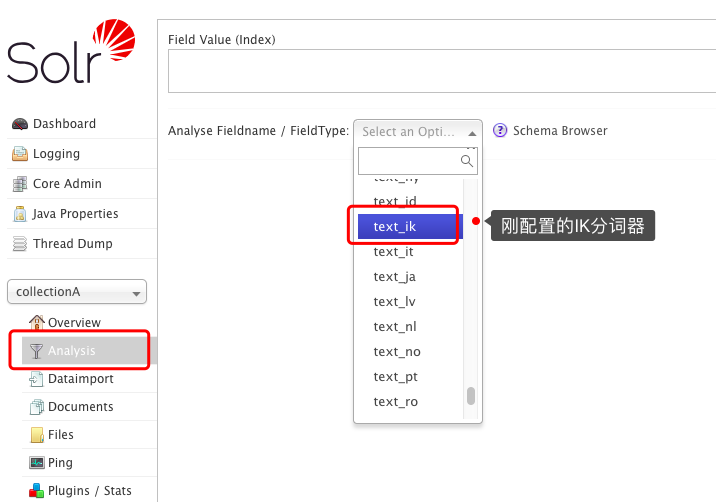 Solr
Field Value (Index)
Analyse Fieldname / FieldType:
Select an Opti...
Schema Browser
Dashboard
Logging
Core Admin
Java Properties
Thread Dump
collectionA
Overview
Analysis
Dataimport
Documents
Files
Ping
Plugins / Stats
text_hy
text_id
text_ik
刚配置的IK分词器
text_it
text_ja
text_lv
text_nl
text_no
text_pt
text_ro